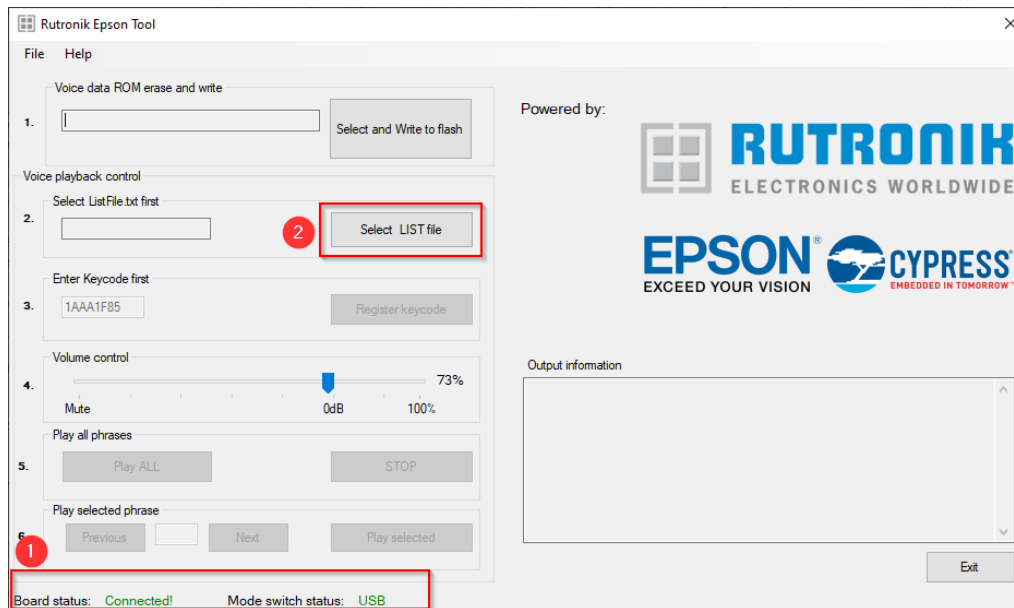 Rutronik Epson Tool
File Help
Voice data ROM erase and write
1.
Select and Write to flash
Voice playback control
Select ListFile.txt first
2.
2
Select LIST file
Enter Keycode first
3.
1AAA1F85
Register keycode
Volume control
4.
73%
Mute 0dB 100%
Play all phrases
5.
Play ALL
STOP
Play selected phrase
6.
1
Previous
Next
Play selected
Board status: Connected! Mode switch status: USB
Powered by:
RUTRONIK
ELECTRONICS WORLDWIDE
EPSON®
EXCEED YOUR VISION
CYPRESS
EMBEDDED IN TOMORROW™
Output information
Exit